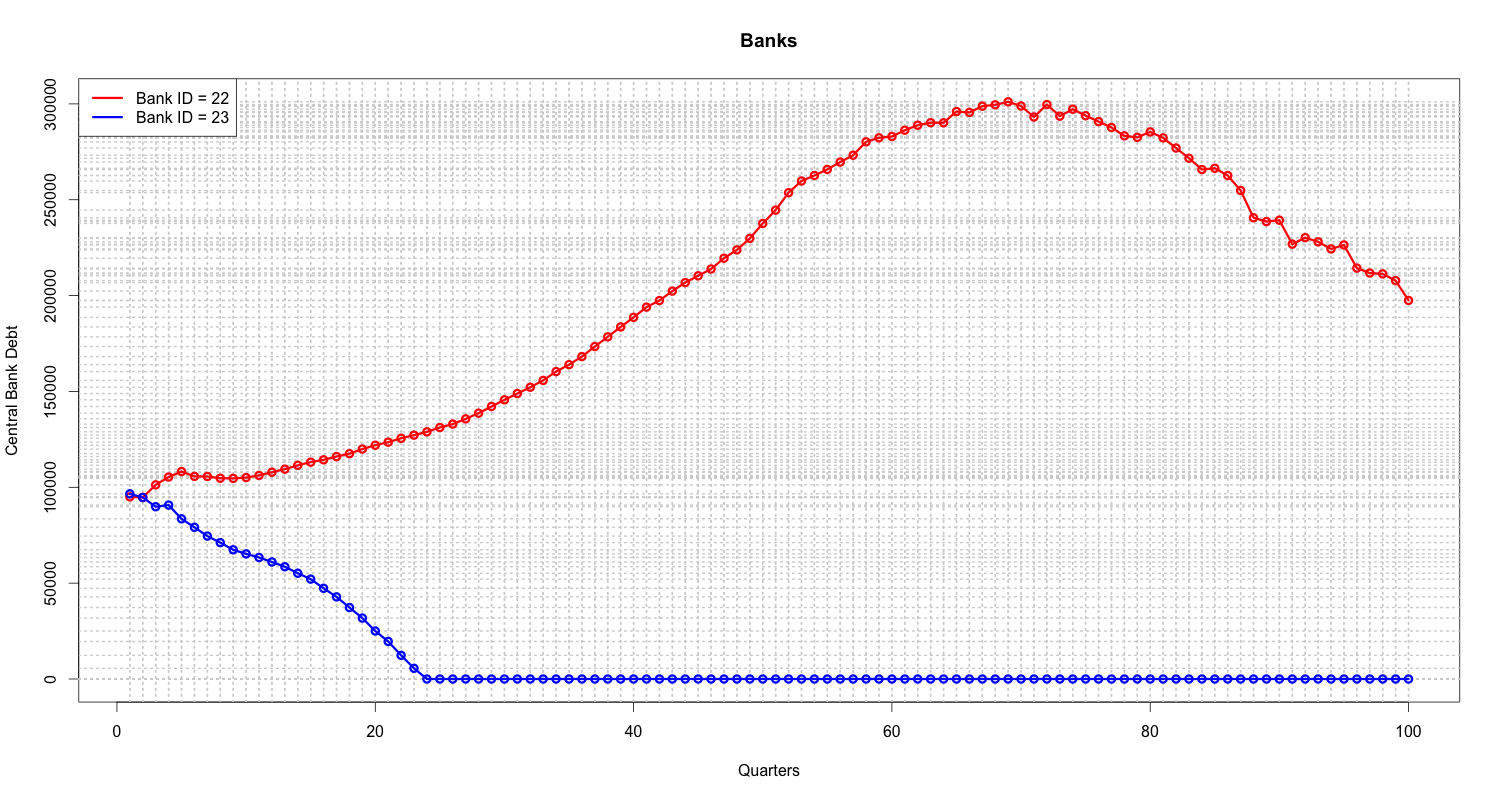 Banks
Bank ID = 22
Bank ID = 23
Central Bank Debt
300000
250000
200000
150000
100000
50000
0
0 20 40 60 80 100
Quarters